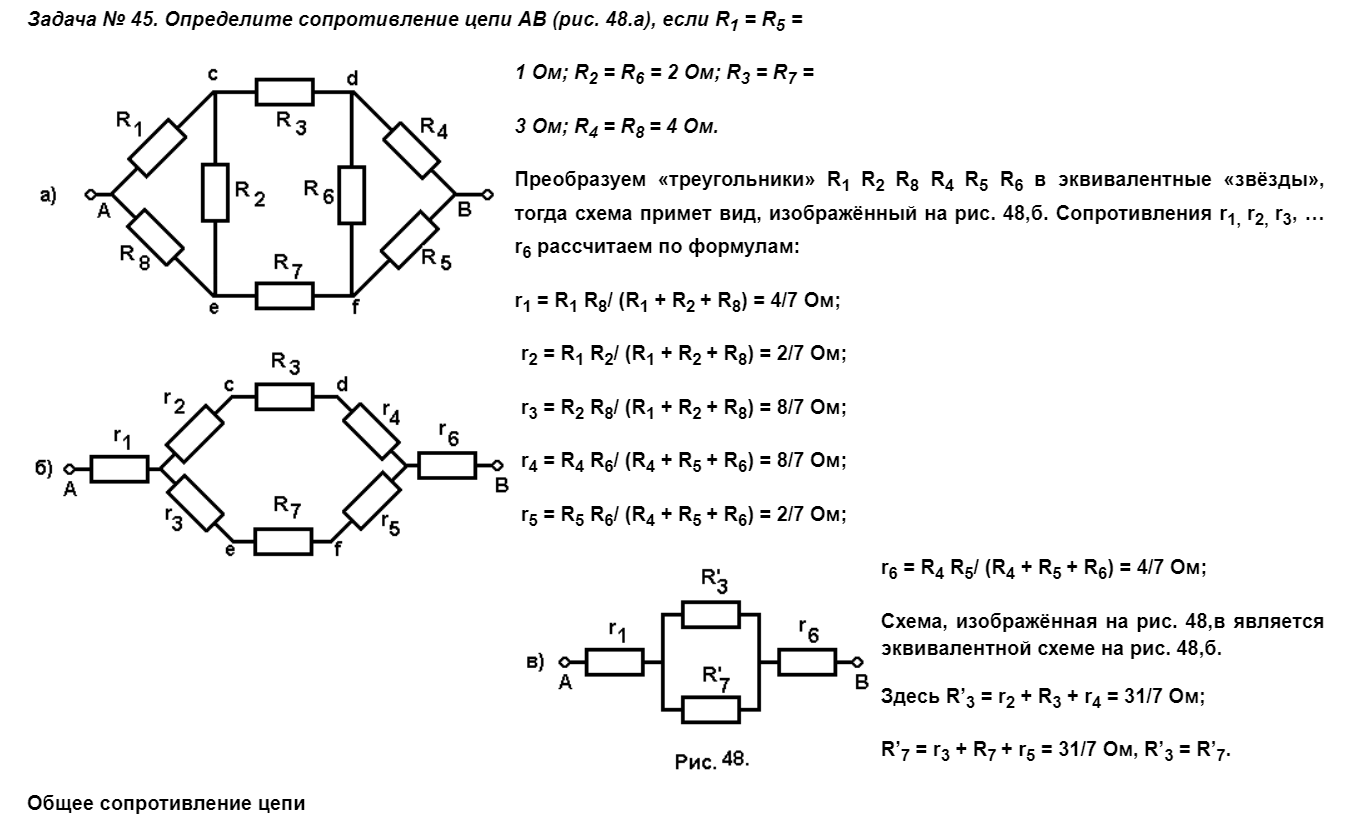 Задача № 45. Определите сопротивление цепи АВ (рис. 48.а), если R1 = R5 =
1 Ом; R2 = R6 = 2 Ом; R3 = R7 =
3 Ом; R4 = R8 = 4 Ом.
Преобразуем «треугольники» R1 R2 R8 R4 R5 R6 в эквивалентные «звёзды»,
тогда схема примет вид, изображённый на рис. 48,б. Сопротивления r1, r2, r3, …
r6 рассчитаем по формулам:
r1 = R1 R8/ (R1 + R2 + R8) = 4/7 Ом;
r2 = R1 R2/ (R1 + R2 + R8) = 2/7 Ом;
r3 = R2 R8/ (R1 + R2 + R8) = 8/7 Ом;
r4 = R4 R6/ (R4 + R5 + R6) = 8/7 Ом;
r5 = R5 R6/ (R4 + R5 + R6) = 2/7 Ом;
r6 = R4 R5/ (R4 + R5 + R6) = 4/7 Ом;
Схема, изображённая на рис. 48,в является
эквивалентной схеме на рис. 48,б.
Здесь R’3 = r2 + R3 + r4 = 31/7 Ом;
R’7 = r3 + R7 + r5 = 31/7 Ом, R’3 = R’7.
а)
A
R1
c
R3
d
R4
R2
R6
B
R8
e
R7
f
R5
б)
A
r1
r2
c
R3
d
r4
r6
B
r3
e
R7
f
r5
в)
A
r1
R'3
R'7
r6
B
Рис. 48.
Общее сопротивление цепи